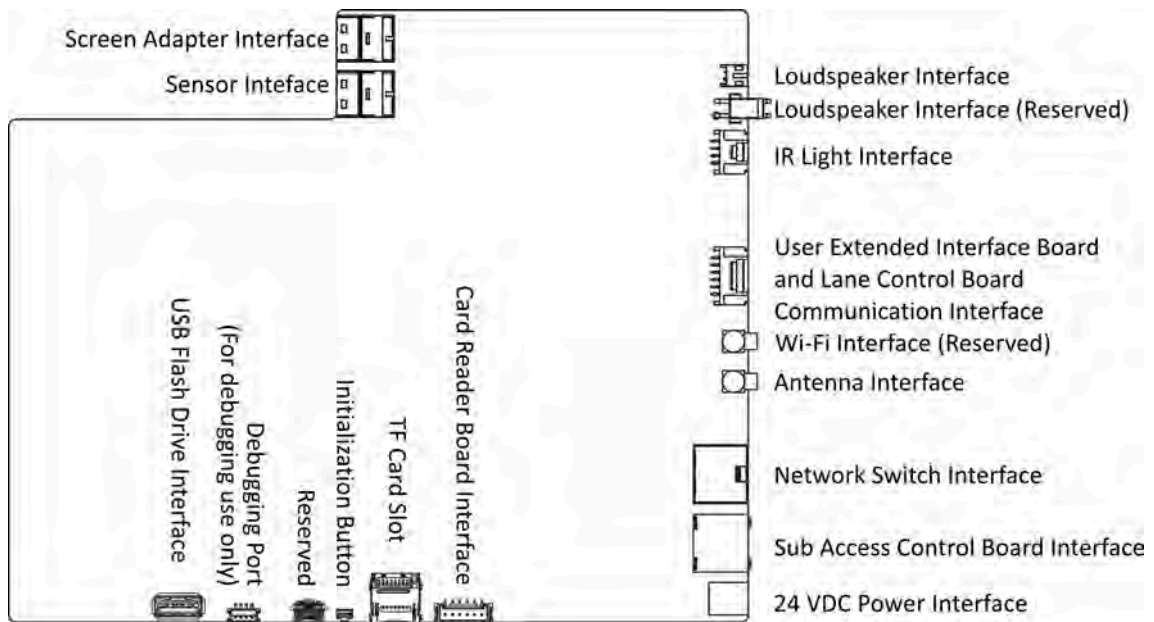 Screen Adapter Interface
Sensor Inteface
Loudspeaker Interface
Loudspeaker Interface (Reserved)
IR Light Interface
User Extended Interface Board
and Lane Control Board
Communication Interface
Wi-Fi Interface (Reserved)
Antenna Interface
Network Switch Interface
Sub Access Control Board Interface
24 VDC Power Interface
USB Flash Drive Interface
Debugging Port
(For debugging use only)
Reserved
Initialization Button
TF Card Slot
Card Reader Board Interface